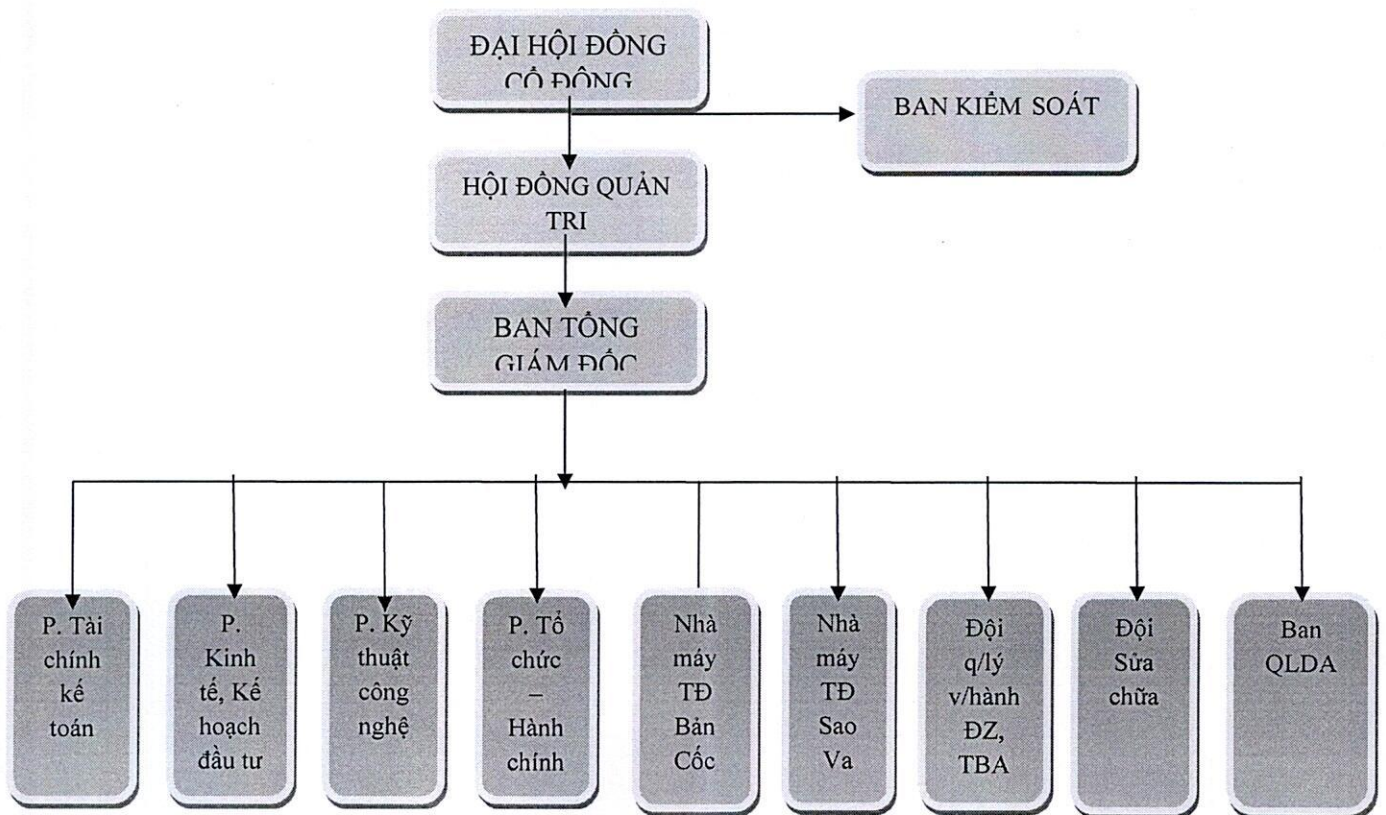 ĐẠI HỘI ĐỒNG
CỔ ĐÔNG
BAN KIỂM SOÁT
HỘI ĐỒNG QUẢN
TRI
BAN TỔNG
GIÁM ĐỐC
P. Tài
chính
kế
toán
P.
Kinh
tế, Kế
hoạch
đầu tư
P. Kỹ
thuật
công
nghệ
P. Tổ
chức
–
Hành
chính
Nhà
máy
TĐ
Bản
Cốc
Nhà
máy
TĐ
Sao
Va
Đội
q/lý
v/hành
ĐZ,
TBA
Đội
Sửa
chữa
Ban
QLDA